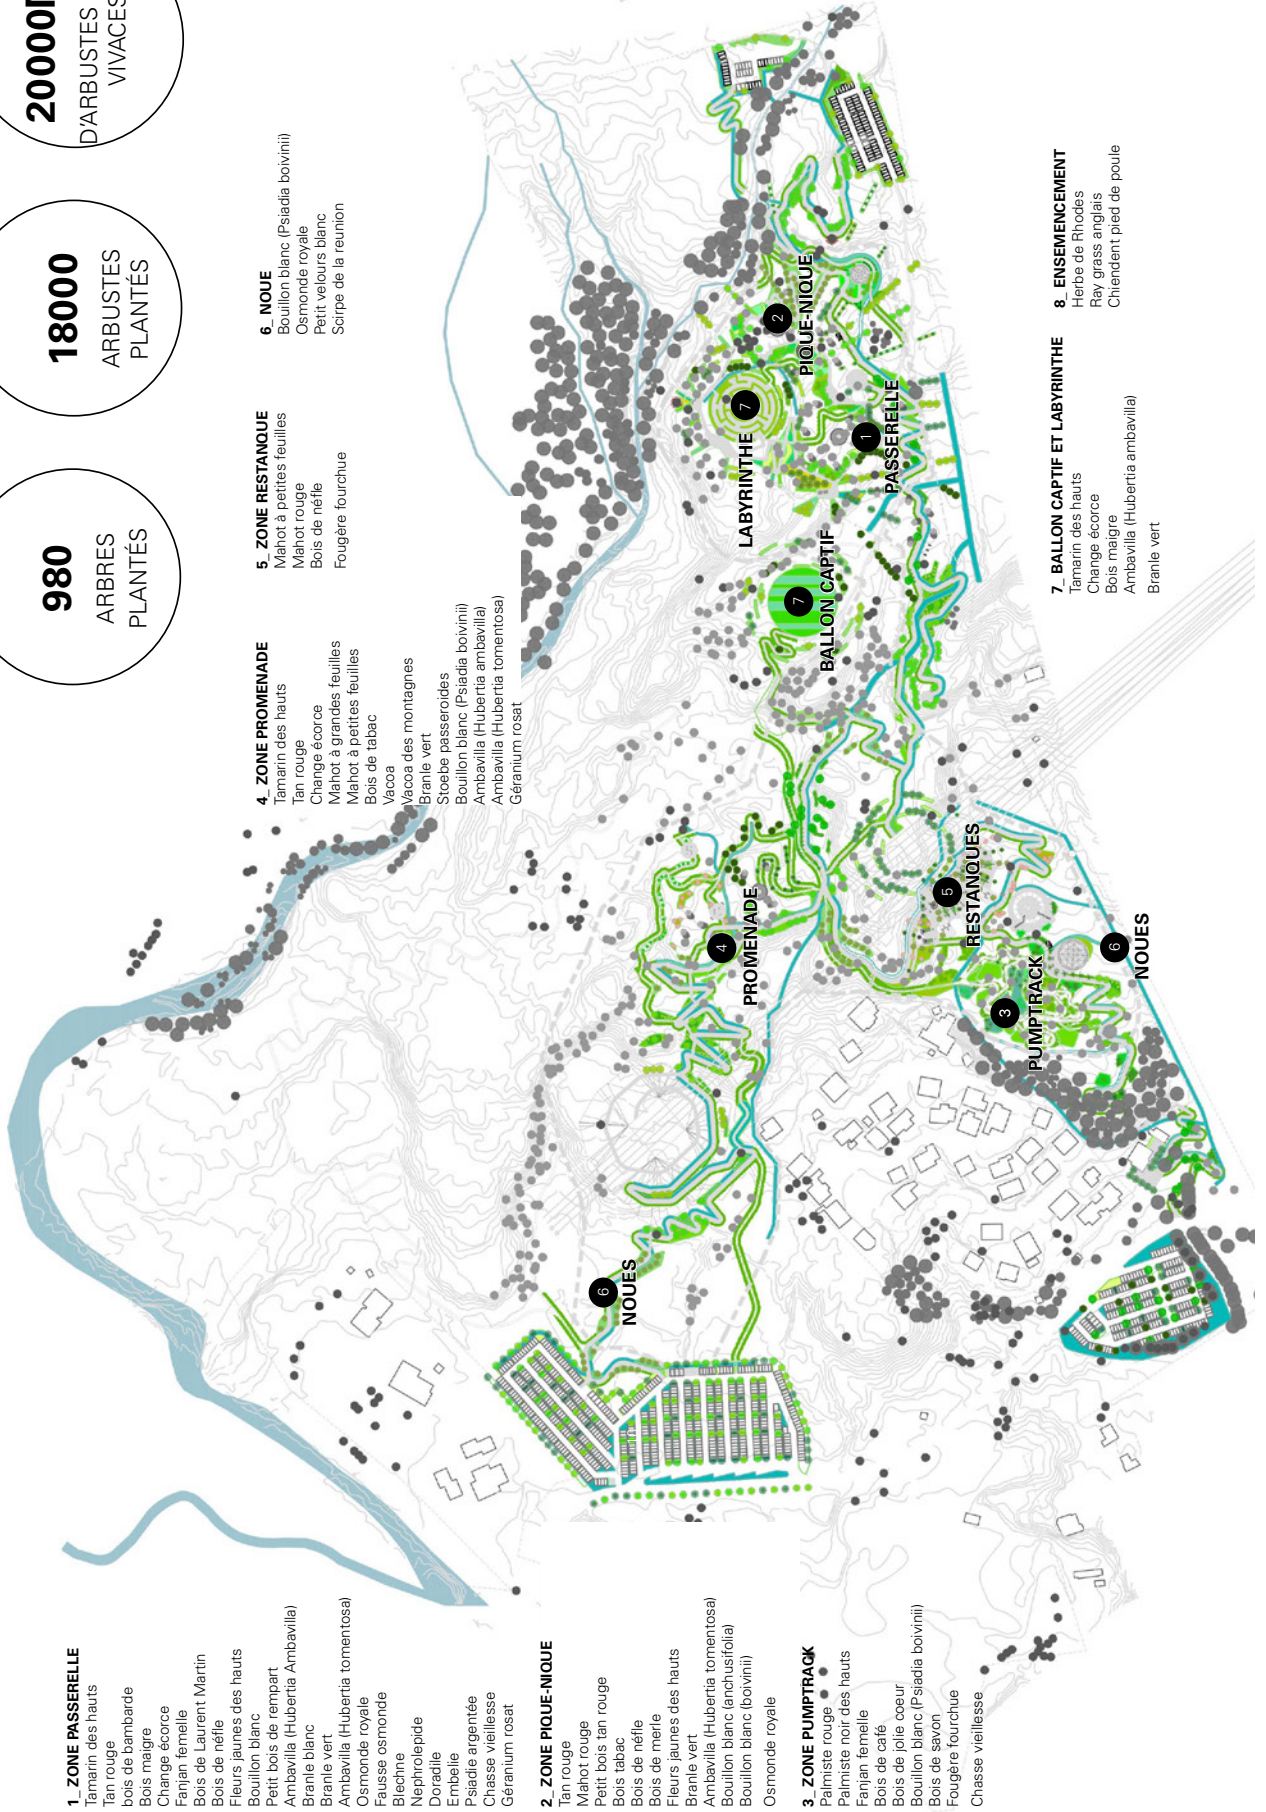 1_ ZONE PASSERELLE
Tamarin des hauts
Tan rouge
bois de bambarde
Bois maigre
Change écorce
Fanjan femelle
Bois de Laurent Martin
Bois de néfle
Fleurs jaunes des hauts
Bouillon blanc
Petit bois de rempart
Ambavilla (Hubertia Ambavilla)
Branle blanc
Branle vert
Ambavilla (Hubertia tomentosa)
Osmonde royale
Fausse osmonde
Blechne
Nephrolepide
Doradile
Embelie
Psiadie argentée
Chasse vieillesse
Géranium rosat
2_ ZONE PIQUE-NIQUE
Tan rouge
Mahot rouge
Petit bois tan rouge
Bois tabac
Bois de néfle
Bois de merle
Fleurs jaunes des hauts
Branle vert
Ambavilla (Hubertia tomentosa)
Bouillon blanc (anchusifolia)
Bouillon blanc (boivinii)
Osmonde royale
3_ ZONE PUMPTRACK
Palmiste rouge
Palmiste noir des hauts
Fanjan femelle
Bois de café
Bois de jolie coeur
Bouillon blanc (Psiadia boivinii)
Bois de savon
Fougère fourchue
Chasse vieillesse
980
ARBRES
PLANTÉS
18000
ARBUSTES
PLANTÉS
20000
D'ARBUSTES
VIVACES
4_ ZONE PROMENADE
Tamarin des hauts
Tan rouge
Change écorce
Mahot à grandes feuilles
Mahot à petites feuilles
Bois de tabac
Vacoa
Vacoa des montagnes
Branle vert
Stoebe passeroides
Bouillon blanc (Psiadia boivinii)
Ambavilla (Hubertia ambavilla)
Ambavilla (Hubertia tomentosa)
Géranium rosat
5_ ZONE RESTANQUE
Mahot à petites feuilles
Mahot rouge
Bois de néfle
Fougère fourchue
6_ NOUE
Bouillon blanc (Psiadia boivinii)
Osmonde royale
Petit velours blanc
Scirpe de la reunion
6
NOUES
4
PROMENADE
7
BALLON CAPTIF
7
LABYRINTHE
2
PIQUE-NIQUE
1
PASSERELLE
5
RESTANQUES
3
PUMPTRACK
6
NOUES
7_ BALLON CAPTIF ET LABYRINTHE
Tamarin des hauts
Change écorce
Bois maigre
Ambavilla (Hubertia ambavilla)
Branle vert
8_ ENSEMENCEMENT
Herbe de Rhodes
Ray grass anglais
Chiendent pied de poule